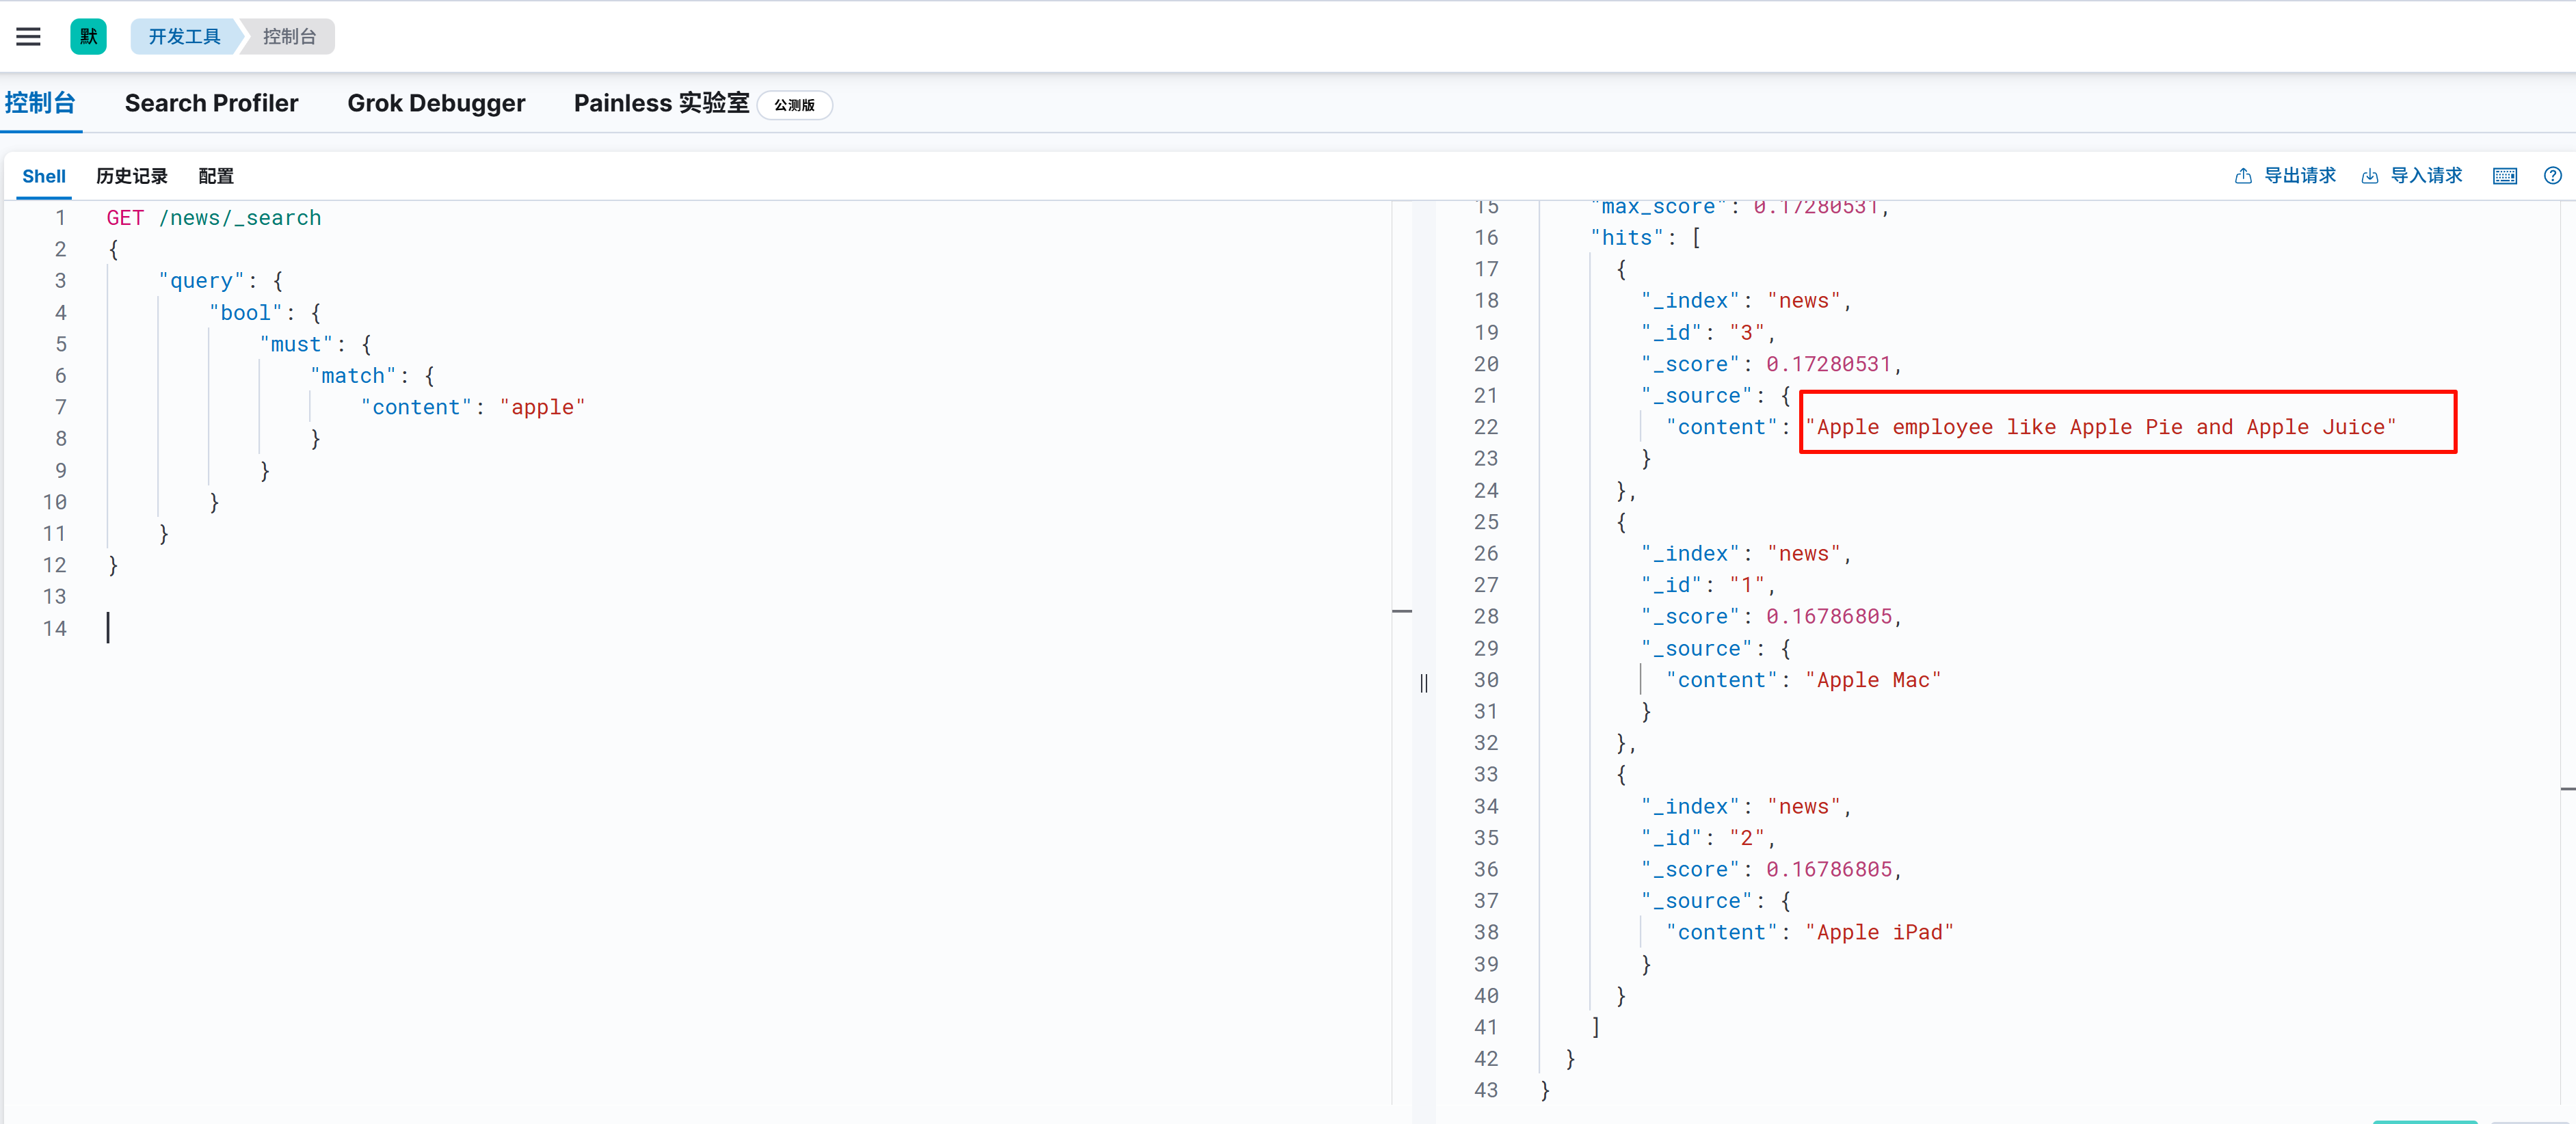 默 开发工具 控制台
控制台 Search Profiler Grok Debugger Painless 实验室 公测版
Shell 历史记录 配置 导出请求 导入请求
1 GET /news/_search
2 {
3 "query": {
4 "bool": {
5 "must": {
6 "match": {
7 "content": "apple"
8 }
9 }
10 }
11 }
12 }
13
14
15 "max_score": 0.17280531,
16 "hits": [
17 {
18 "_index": "news",
19 "_id": "3",
20 "_score": 0.17280531,
21 "_source": {
22 "content": "Apple employee like Apple Pie and Apple Juice"
23 }
24 },
25 {
26 "_index": "news",
27 "_id": "1",
28 "_score": 0.16786805,
29 "_source": {
30 "content": "Apple Mac"
31 }
32 },
33 {
34 "_index": "news",
35 "_id": "2",
36 "_score": 0.16786805,
37 "_source": {
38 "content": "Apple iPad"
39 }
40 }
41 ]
42 }
43 }